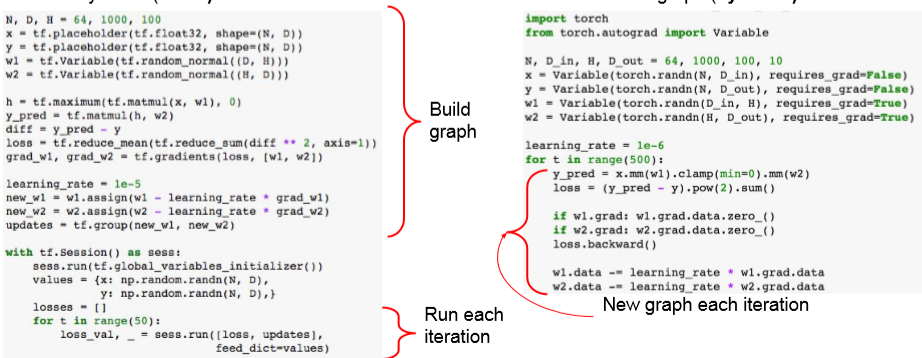 N, D, H = 64, 1000, 100
x = tf.placeholder(tf.float32, shape=(N, D))
y = tf.placeholder(tf.float32, shape=(N, D))
w1 = tf.Variable(tf.random_normal((D, H)))
w2 = tf.Variable(tf.random_normal((H, D)))

h = tf.maximum(tf.matmul(x, w1), 0)
y_pred = tf.matmul(h, w2)
diff = y_pred - y
loss = tf.reduce_mean(tf.reduce_sum(diff ** 2, axis=1))
grad_w1, grad_w2 = tf.gradients(loss, [w1, w2])

learning_rate = 1e-5
new_w1 = w1.assign(w1 - learning_rate * grad_w1)
new_w2 = w2.assign(w2 - learning_rate * grad_w2)
updates = tf.group(new_w1, new_w2)

with tf.Session() as sess:
    sess.run(tf.global_variables_initializer())
    values = {x: np.random.randn(N, D),
              y: np.random.randn(N, D),}
    losses = []
    for t in range(50):
        loss_val, _ = sess.run([loss, updates],
                               feed_dict=values)
Build
graph
Run each
iteration
import torch
from torch.autograd import Variable

N, D_in, H, D_out = 64, 1000, 100, 10
x = Variable(torch.randn(N, D_in), requires_grad=False)
y = Variable(torch.randn(N, D_out), requires_grad=False)
w1 = Variable(torch.randn(D_in, H), requires_grad=True)
w2 = Variable(torch.randn(H, D_out), requires_grad=True)

learning_rate = 1e-6
for t in range(500):
    y_pred = x.mm(w1).clamp(min=0).mm(w2)
    loss = (y_pred - y).pow(2).sum()

    if w1.grad: w1.grad.data.zero_()
    if w2.grad: w2.grad.data.zero_()
    loss.backward()

    w1.data -= learning_rate * w1.grad.data
    w2.data -= learning_rate * w2.grad.data
New graph each iteration